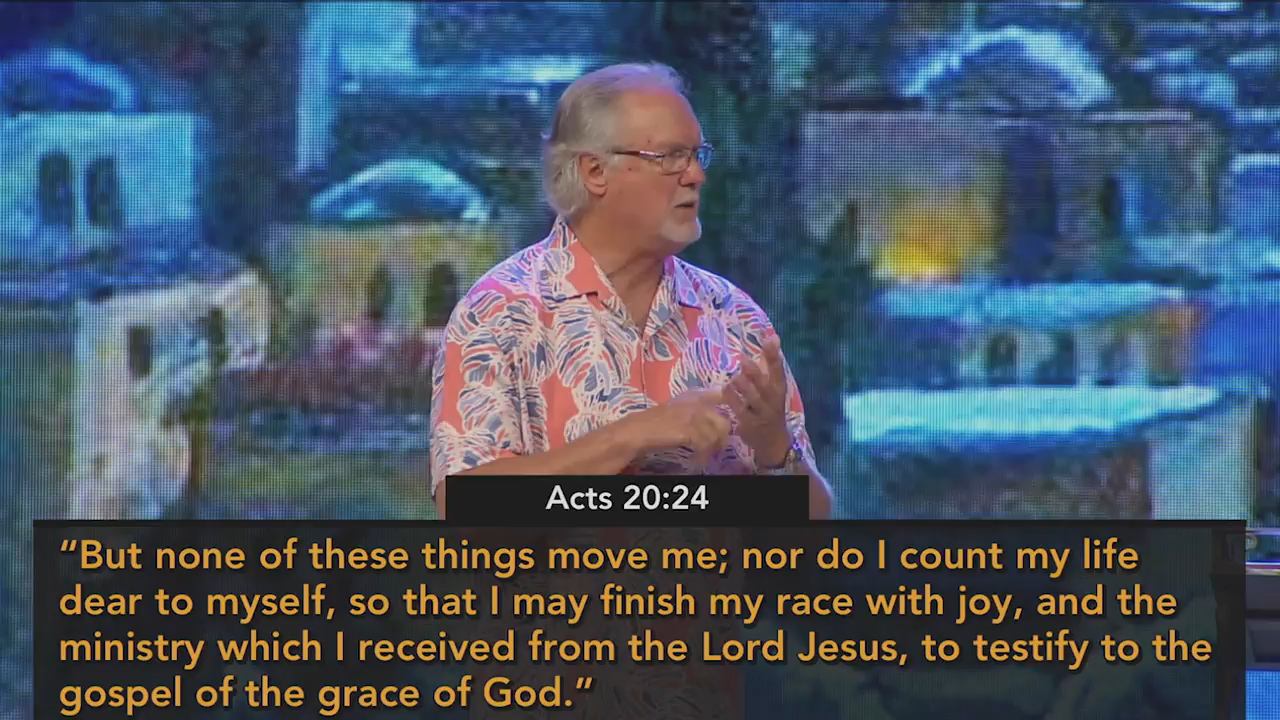 Acts 20:24
“But none of these things move me; nor do I count my life
dear to myself, so that I may finish my race with joy, and the
ministry which I received from the Lord Jesus, to testify to the
gospel of the grace of God.“